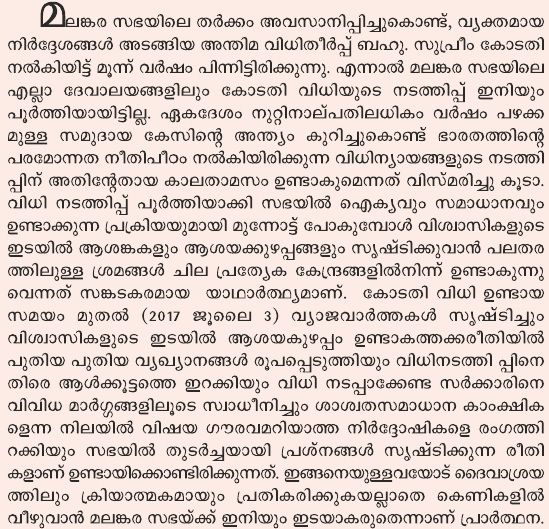 മലങ്കര സഭയിലെ തർക്കം അവസാനിപ്പിച്ചുകൊണ്ട്, വ്യക്തമായ
നിർദ്ദേശങ്ങൾ അടങ്ങിയ അന്തിമ വിധിതീർപ്പ് ബഹു. സുപ്രീം കോടതി
നൽകിയിട്ട് മൂന്ന് വർഷം പിന്നിട്ടിരിക്കുന്നു. എന്നാൽ മലങ്കര സഭയിലെ
എല്ലാ ദേവാലയങ്ങളിലും കോടതി വിധിയുടെ നടത്തിപ്പ് ഇനിയും
പൂർത്തിയായിട്ടില്ല. ഏകദേശം നൂറ്റിനാല്പതിലധികം വർഷം പഴക്ക
മുള്ള സമുദായ കേസിന്റെ അന്ത്യം കുറിച്ചുകൊണ്ട് ഭാരതത്തിന്റെ
പരമോന്നത നീതിപീഠം നൽകിയിരിക്കുന്ന വിധിന്യായങ്ങളുടെ നടത്തി
പ്പിന് അതിന്റേതായ കാലതാമസം ഉണ്ടാകുമെന്നത് വിസ്മരിച്ചു കൂടാ.
വിധി നടത്തിപ്പ് പൂർത്തിയാക്കി സഭയിൽ ഐക്യവും സമാധാനവും
ഉണ്ടാക്കുന്ന പ്രക്രിയയുമായി മുന്നോട്ട് പോകുമ്പോൾ വിശ്വാസികളുടെ
ഇടയിൽ ആശങ്കകളും ആശയക്കുഴപ്പങ്ങളും സൃഷ്ടിക്കുവാൻ പലതര
ത്തിലുള്ള ശ്രമങ്ങൾ ചില പ്രത്യേക കേന്ദ്രങ്ങളിൽനിന്ന് ഉണ്ടാകുന്നു
വെന്നത് സങ്കടകരമായ യാഥാർത്ഥ്യമാണ്. കോടതി വിധി ഉണ്ടായ
സമയം മുതൽ (2017 ജൂലൈ 3) വ്യാജവാർത്തകൾ സൃഷ്ടിച്ചും
വിശ്വാസികളുടെ ഇടയിൽ ആശയകുഴപ്പം ഉണ്ടാകത്തക്കരീതിയിൽ
പുതിയ പുതിയ വ്യഖ്യാനങ്ങൾ രൂപപ്പെടുത്തിയും വിധിനടത്തി പ്പിനെ
തിരെ ആൾക്കൂട്ടത്തെ ഇറക്കിയും വിധി നടപ്പാക്കേണ്ട സർക്കാരിനെ
വിവിധ മാർഗ്ഗങ്ങളിലൂടെ സ്വാധീനിച്ചും ശാശ്വതസമാധാന കാംക്ഷിക
ളെന്ന നിലയിൽ വിഷയ ഗൗരവമറിയാത്ത നിർദ്ദോഷികളെ രംഗത്തി
റക്കിയും സഭയിൽ തുടർച്ചയായി പ്രശ്നങ്ങൾ സൃഷ്ടിക്കുന്ന രീതി
കളാണ് ഉണ്ടായിക്കൊണ്ടിരിക്കുന്നത്. ഇങ്ങനെയുള്ളവയോട് ദൈവാശ്രയ
ത്തിലും ക്രിയാത്മകമായും പ്രതികരിക്കുകയല്ലാതെ കെണികളിൽ
വീഴുവാൻ മലങ്കര സഭയ്ക്ക് ഇനിയും ഇടയാകരുതെന്നാണ് പ്രാർത്ഥന.